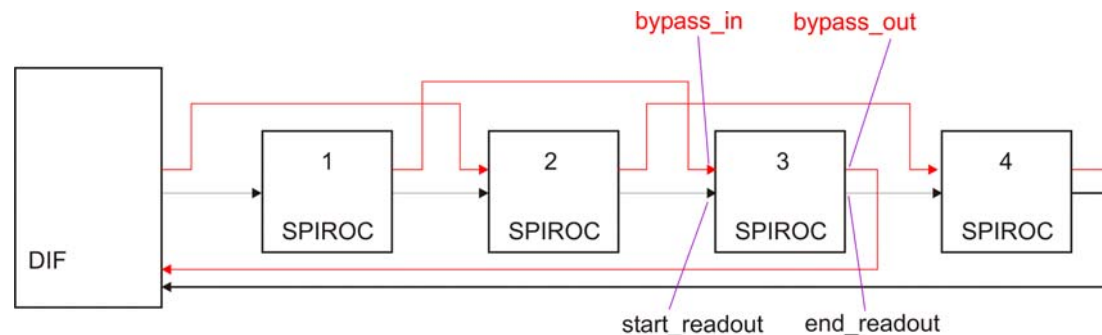 bypass_in
bypass_out
1
2
3
4
SPIROC
SPIROC
SPIROC
SPIROC
DIF
start_readout
end_readout